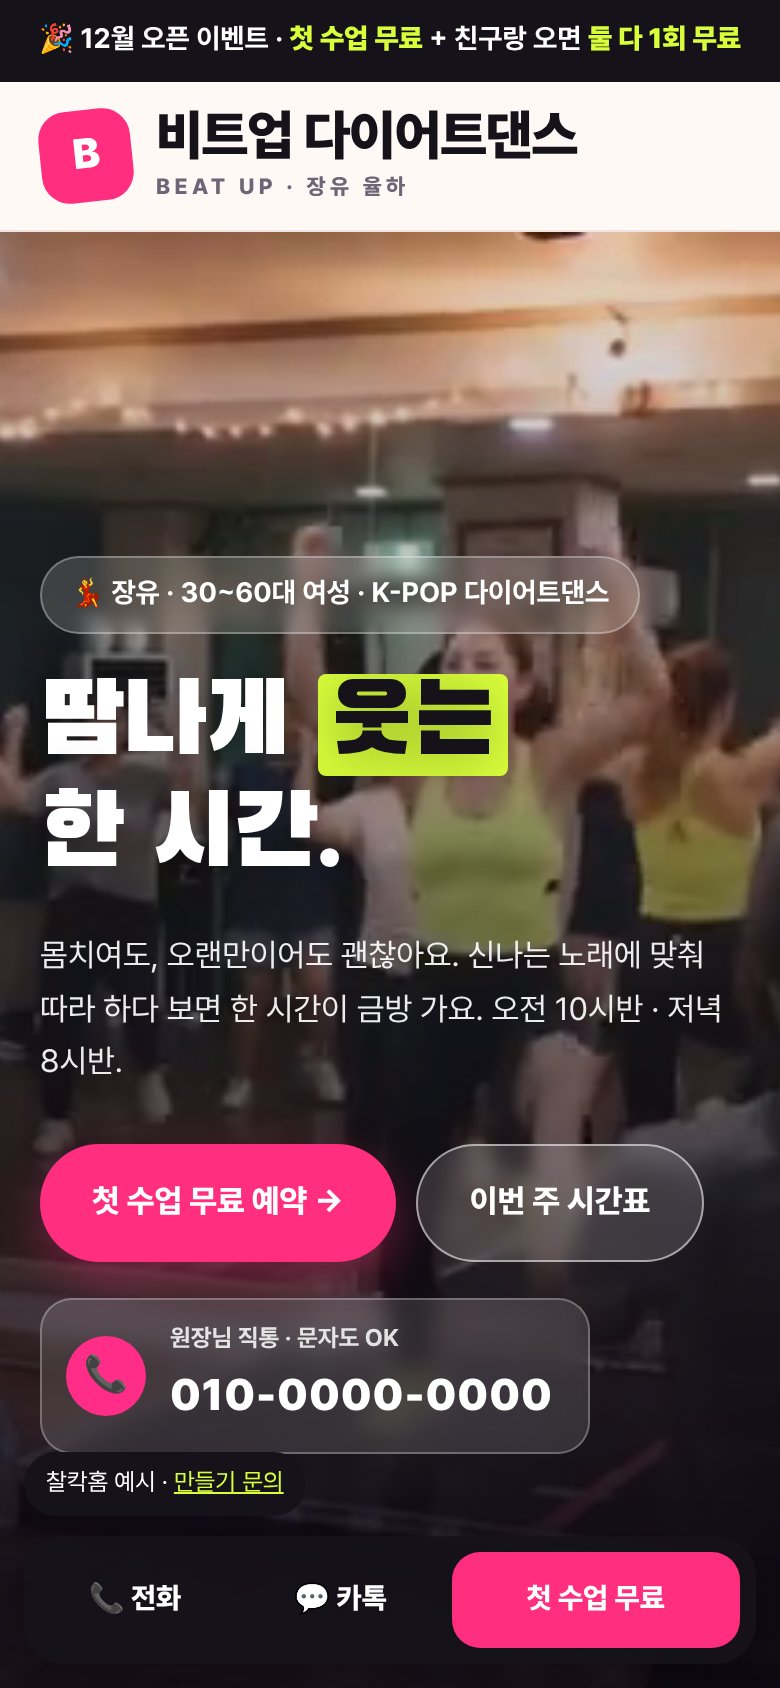 🎉 12월 오픈 이벤트 · 첫 수업 무료 + 친구랑 오면 둘 다 1회 무료
B
비트업 다이어트댄스
BEAT UP · 장유 율하
💃 장유 · 30~60대 여성 · K-POP 다이어트댄스
땀나게 웃는
한 시간.
몸치여도, 오랜만이어도 괜찮아요. 신나는 노래에 맞춰
따라 하다 보면 한 시간이 금방 가요. 오전 10시반 · 저녁
8시반.
첫 수업 무료 예약 →
이번 주 시간표
원장님 직통 · 문자도 OK
📞 010-0000-0000
찰칵홈 예시 · 만들기 문의
📞 전화
💬 카톡
첫 수업 무료